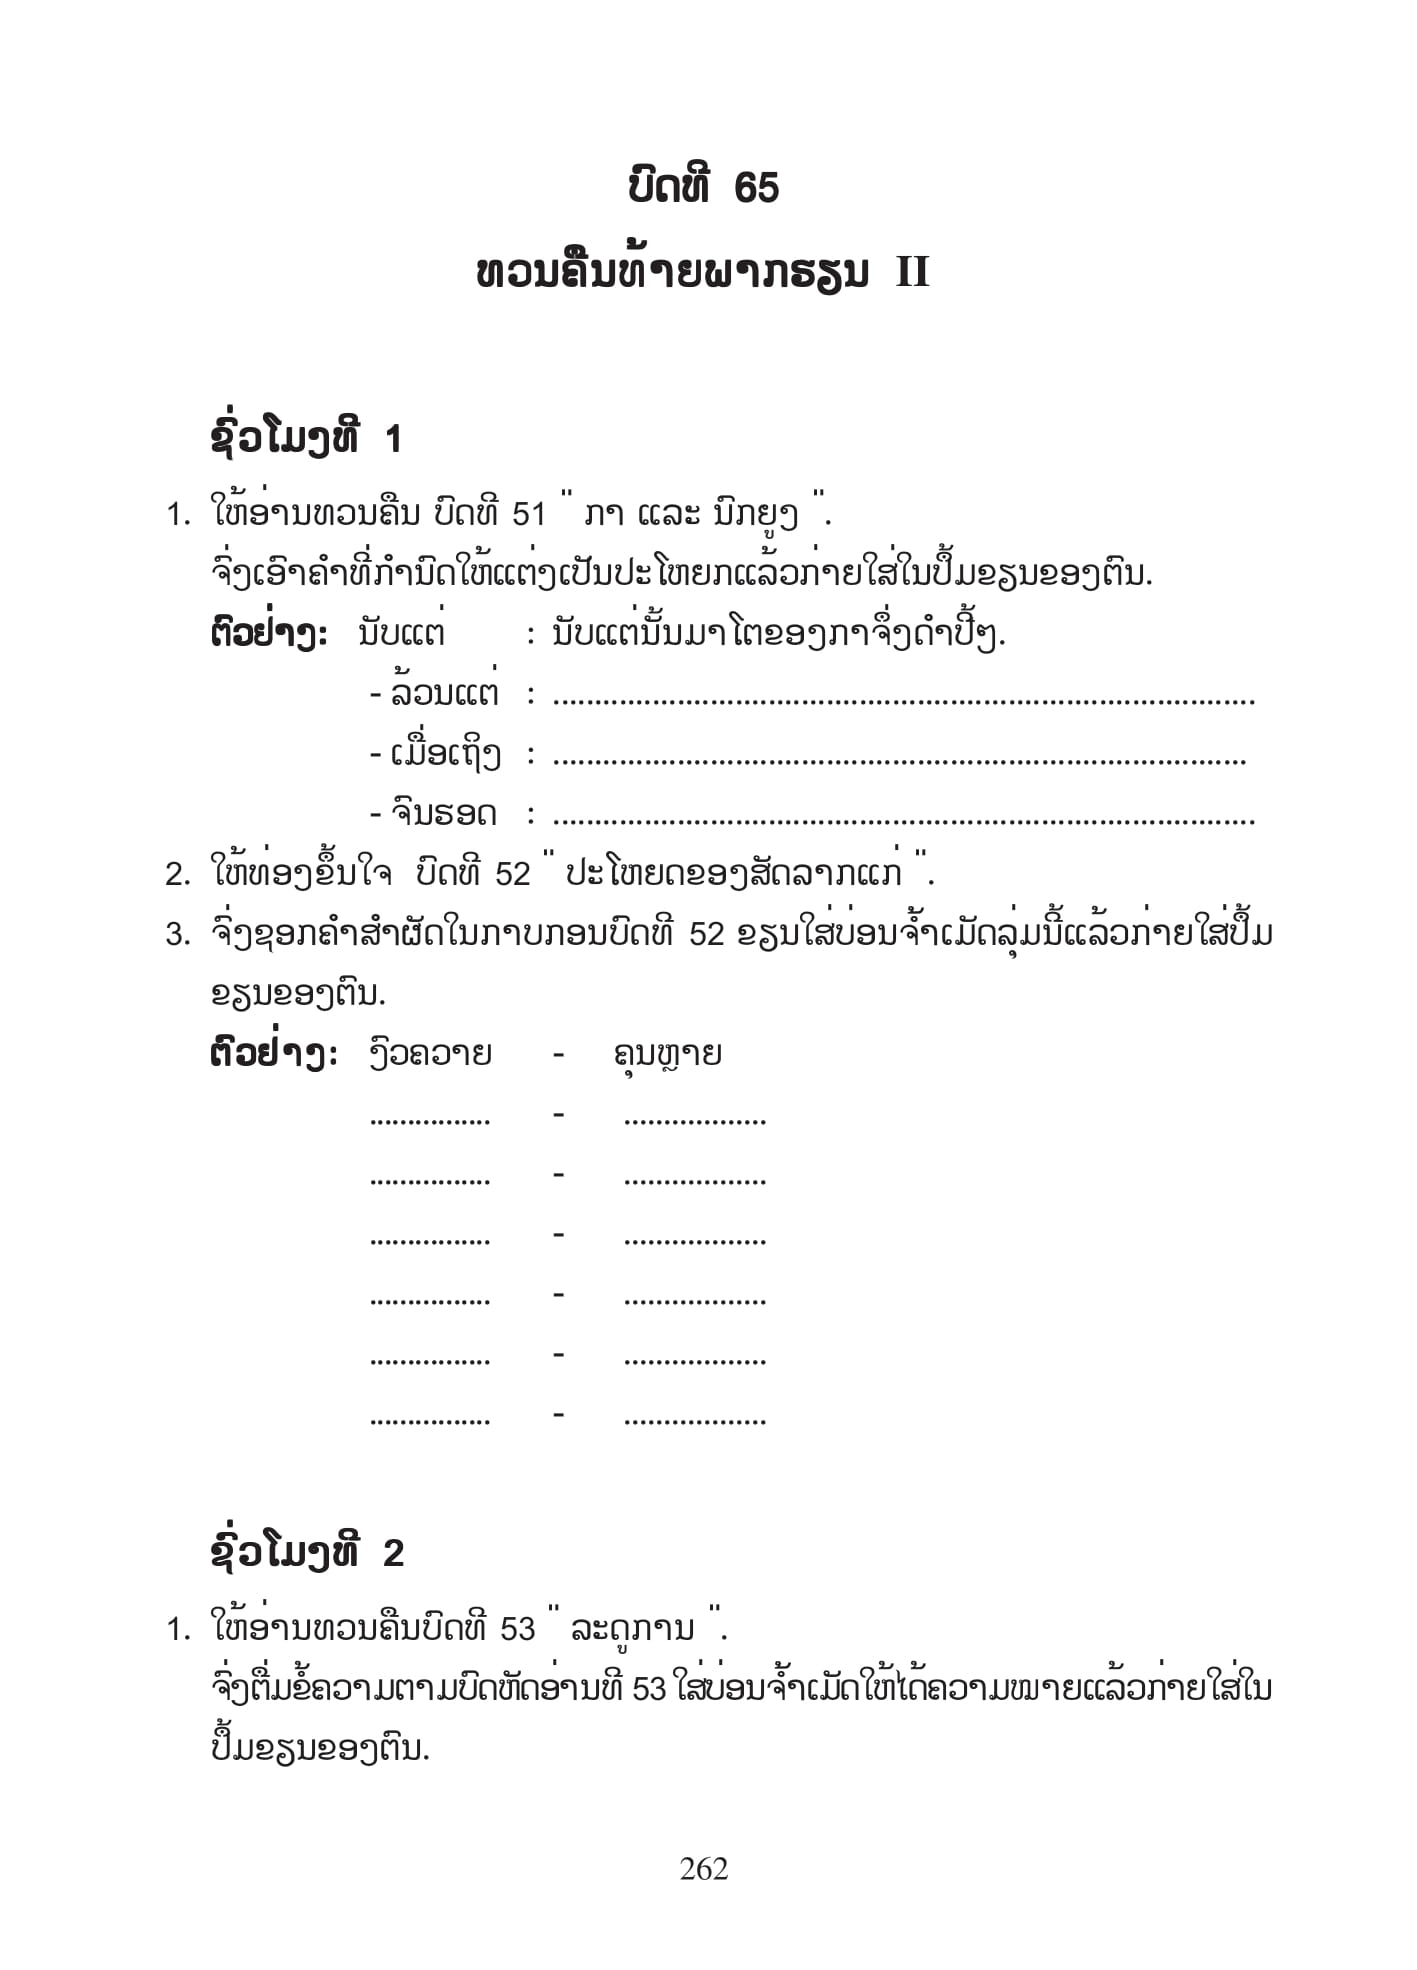 ບົດທີ 65
ທວນຄືນທ້າຍພາກຮຽນ II
ຊົ່ວໂມງທີ 1
1. ໃຫ້ອ່ານທວນຄືນ ບົດທີ 51 " ກາ ແລະ ນົກຍູງ ".
ຈົ່ງເອົາຄຳທີ່ກຳນົດໃຫ້ແຕ່ງເປັນປະໂຫຍກແລ້ວກ່າຍໃສ່ໃນປຶ້ມຂຽນຂອງຕົນ.
ຕົວຢ່າງ: ນັບແຕ່ : ນັບແຕ່ນັ້ນມາໂຕຂອງກາຈຶ່ງດຳປີ້ໆ.
- ລ້ວນແຕ່ : .....................................................................................
- ເມື່ອເຖິງ : ....................................................................................
- ຈົນຮອດ : .....................................................................................
2. ໃຫ້ທ່ອງຂຶ້ນໃຈ ບົດທີ 52 " ປະໂຫຍດຂອງສັດລາກແກ່ ".
3. ຈົ່ງຊອກຄຳສຳຜັດໃນກາບກອນບົດທີ 52 ຂຽນໃສ່ບ່ອນຈ້ຳເມັດລຸ່ມນີ້ແລ້ວກ່າຍໃສ່ປຶ້ມ
ຂຽນຂອງຕົນ.
ຕົວຢ່າງ: ງົວຄວາຍ - ຄຸນຫຼາຍ
................ - ..................
................ - ..................
................ - ..................
................ - ..................
................ - ..................
................ - ..................
ຊົ່ວໂມງທີ 2
1. ໃຫ້ອ່ານທວນຄືນບົດທີ 53 " ລະດູການ ".
ຈົ່ງຕື່ມຂໍ້ຄວາມຕາມບົດຫັດອ່ານທີ 53 ໃສ່ບ່ອນຈ້ຳເມັດໃຫ້ໄດ້ຄວາມໝາຍແລ້ວກ່າຍໃສ່ໃນ
ປຶ້ມຂຽນຂອງຕົນ.
262